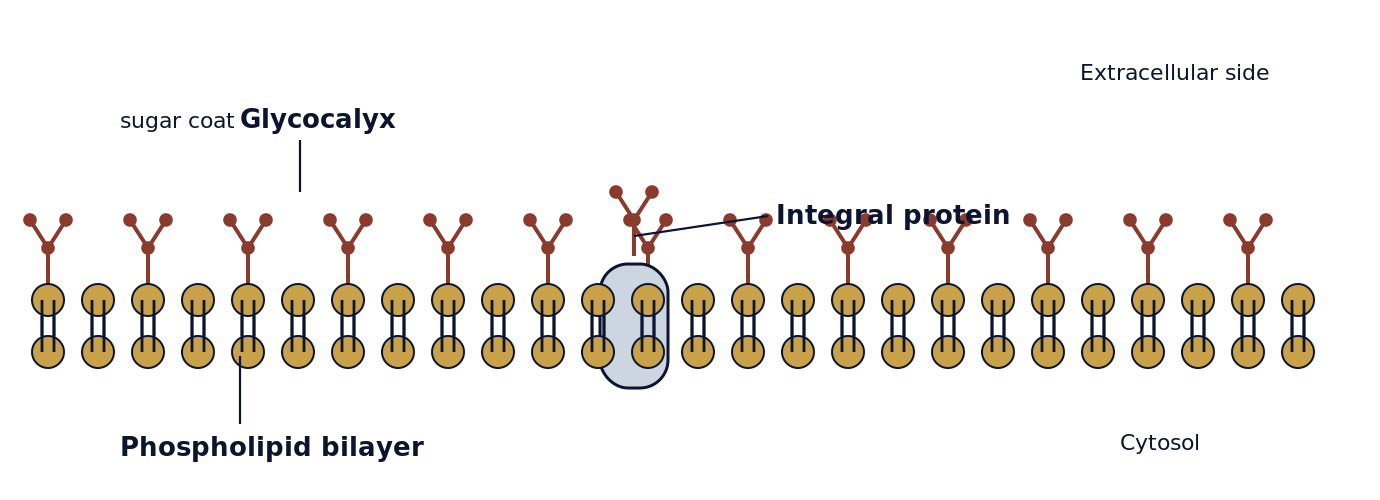 Extracellular side
sugar coat Glycocalyx
Integral protein
Phospholipid bilayer
Cytosol